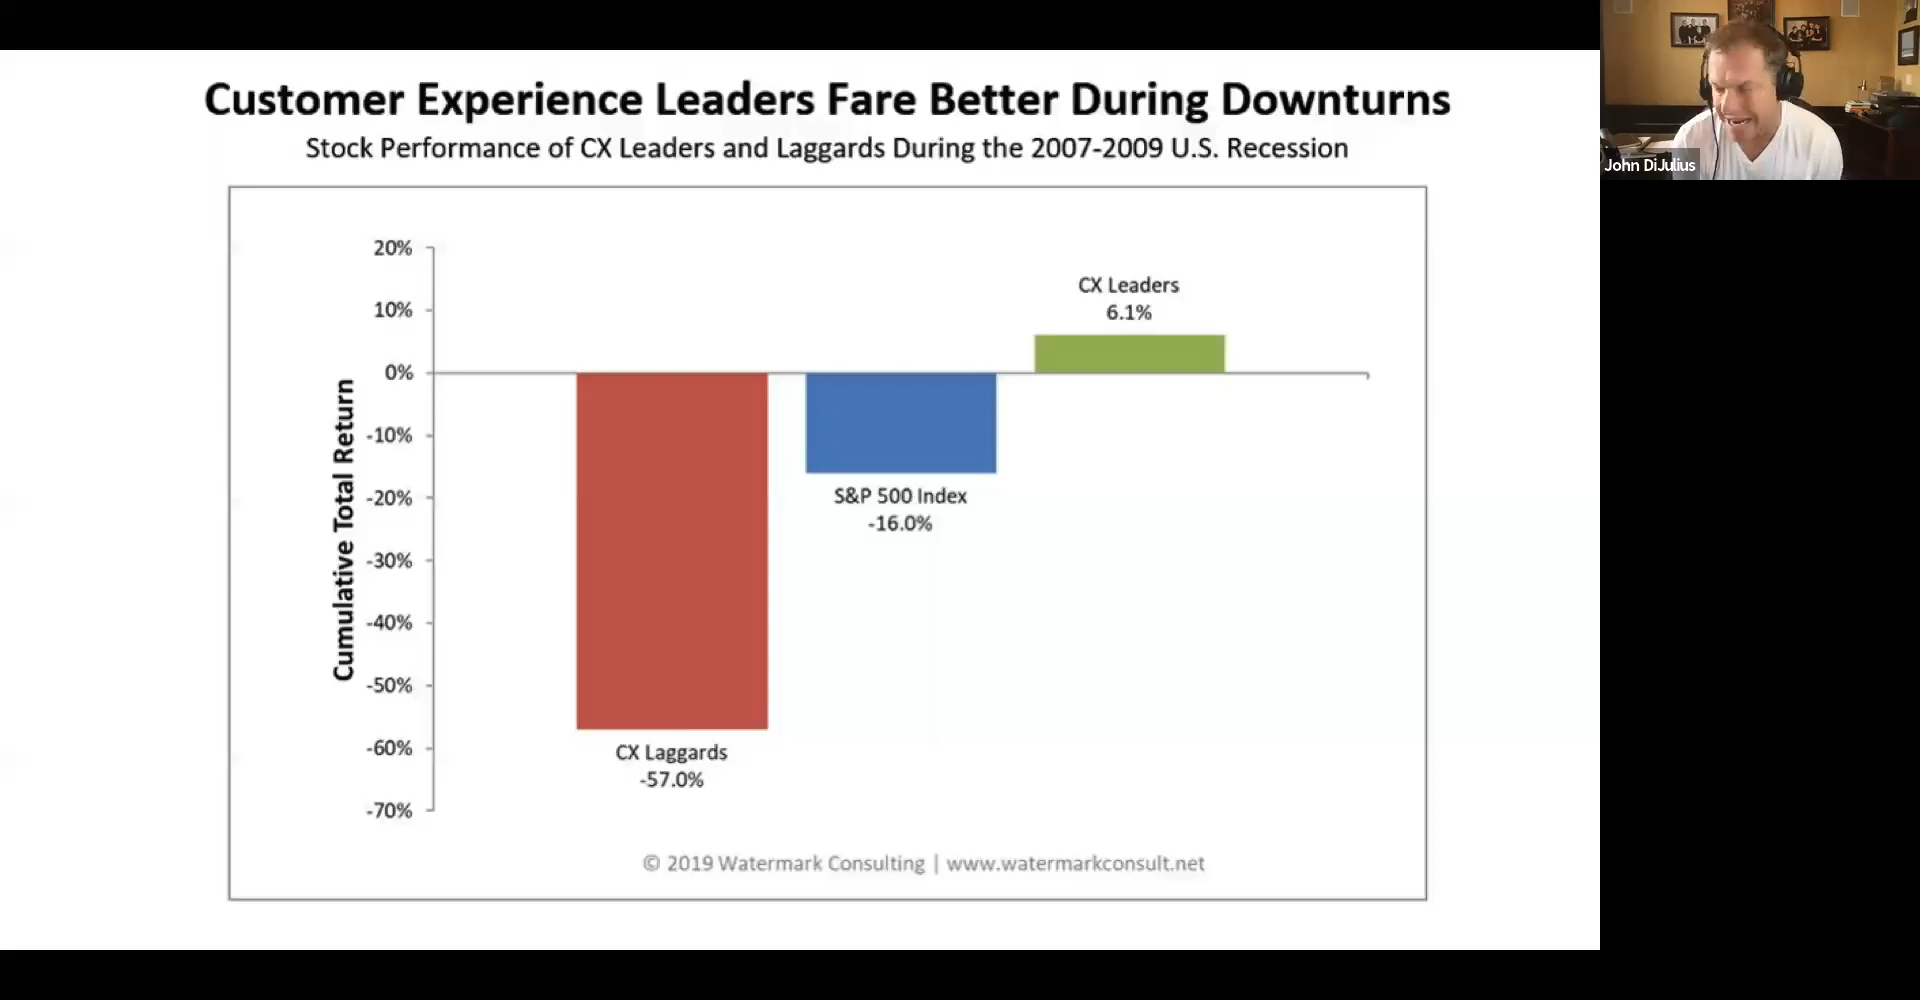 Customer Experience Leaders Fare Better During Downturns
Stock Performance of CX Leaders and Laggards During the 2007-2009 U.S. Recession
John DiJulius
Cumulative Total Return
20%
10%
0%
-10%
-20%
-30%
-40%
-50%
-60%
-70%
CX Leaders
6.1%
S&P 500 Index
-16.0%
CX Laggards
-57.0%
© 2019 Watermark Consulting | www.watermarkconsult.net